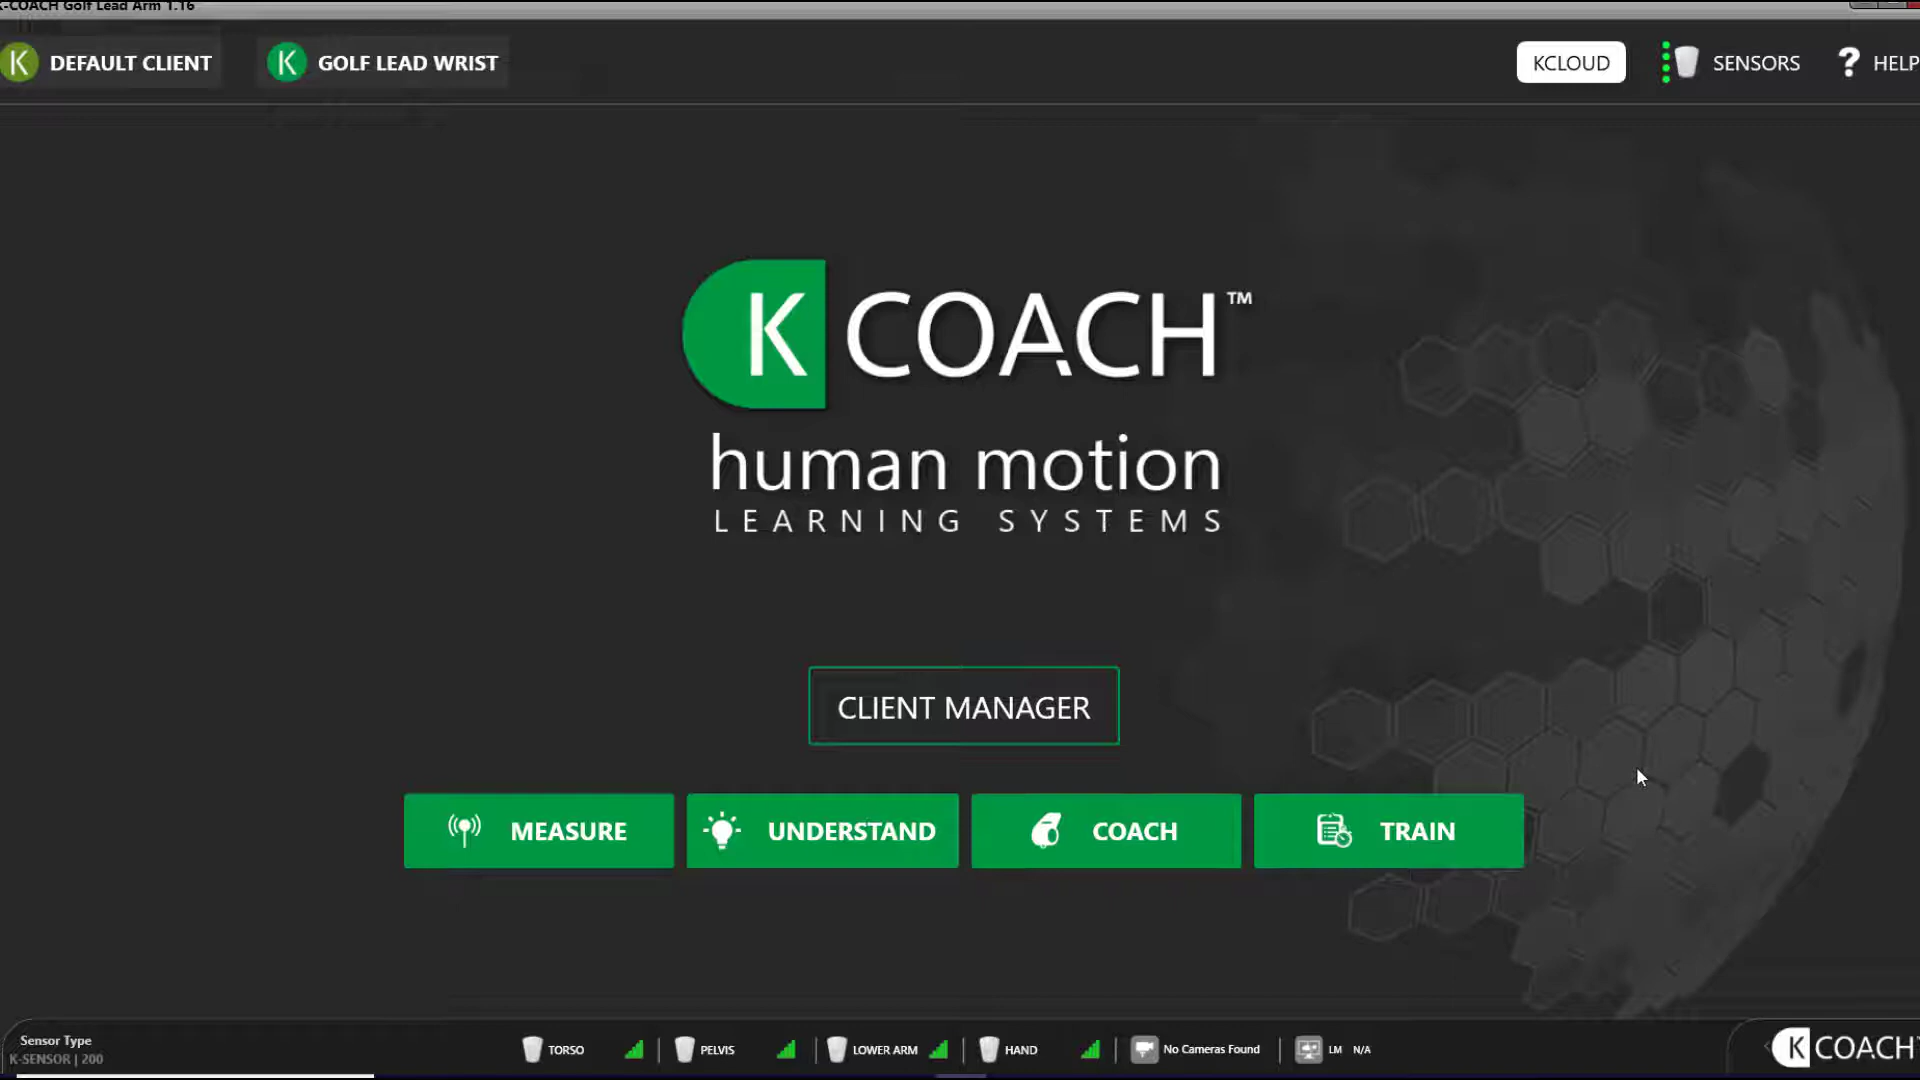 K-COACH Golf Lead Arm 1.16
K DEFAULT CLIENT
K GOLF LEAD WRIST
KCLOUD
SENSORS
? HELP
K COACH™
human motion
LEARNING SYSTEMS
CLIENT MANAGER
MEASURE
UNDERSTAND
COACH
TRAIN
Sensor Type
K-SENSOR | 200
TORSO
PELVIS
LOWER ARM
HAND
No Cameras Found
LM N/A
K COACH